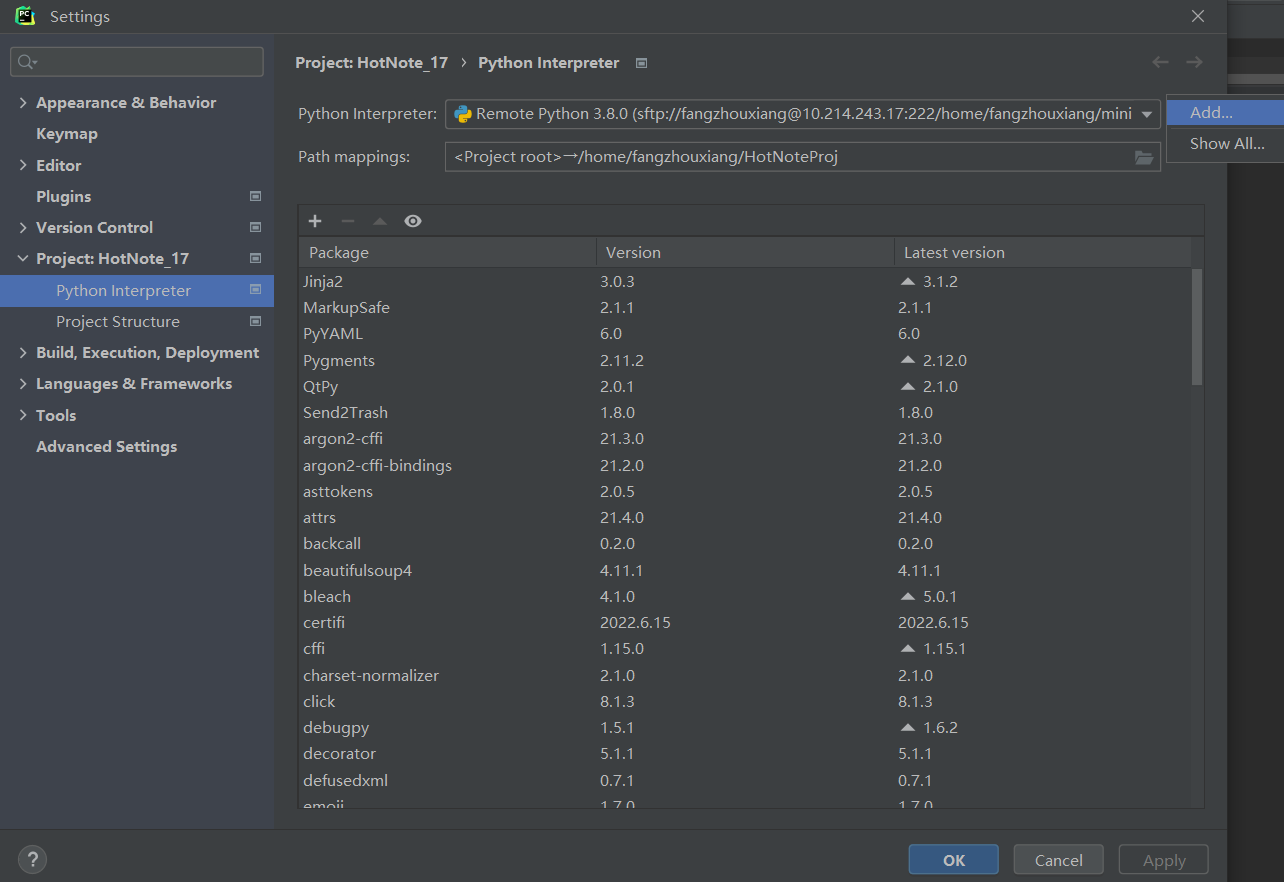 PC Settings
Appearance & Behavior
Keymap
Editor
Plugins
Version Control
Project: HotNote_17
Python Interpreter
Project Structure
Build, Execution, Deployment
Languages & Frameworks
Tools
Advanced Settings
Project: HotNote_17 › Python Interpreter
Python Interpreter: Remote Python 3.8.0 (sftp://fangzhouxiang@10.214.243.17:222/home/fangzhouxiang/mini
Add...
Show All...
Path mappings: <Project root>→/home/fangzhouxiang/HotNoteProj
Package Version Latest version
Jinja2 3.0.3 3.1.2
MarkupSafe 2.1.1 2.1.1
PyYAML 6.0 6.0
Pygments 2.11.2 2.12.0
QtPy 2.0.1 2.1.0
Send2Trash 1.8.0 1.8.0
argon2-cffi 21.3.0 21.3.0
argon2-cffi-bindings 21.2.0 21.2.0
asttokens 2.0.5 2.0.5
attrs 21.4.0 21.4.0
backcall 0.2.0 0.2.0
beautifulsoup4 4.11.1 4.11.1
bleach 4.1.0 5.0.1
certifi 2022.6.15 2022.6.15
cffi 1.15.0 1.15.1
charset-normalizer 2.1.0 2.1.0
click 8.1.3 8.1.3
debugpy 1.5.1 1.6.2
decorator 5.1.1 5.1.1
defusedxml 0.7.1 0.7.1
emoji 1.7.0 1.7.0
? OK Cancel Apply